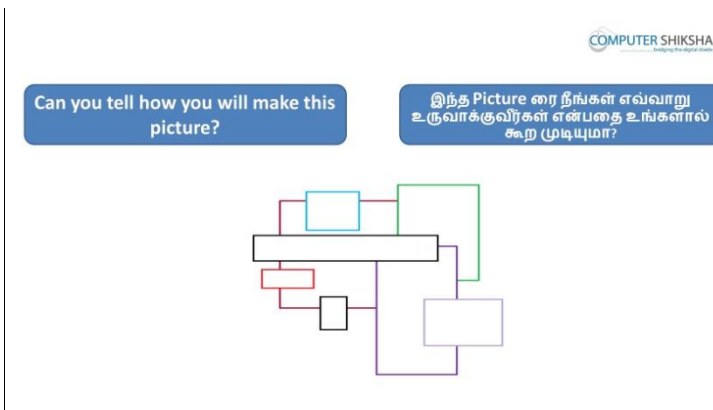 COMPUTER SHIKSHA
bridging the digital divide
Can you tell how you will make this
picture?
இந்த Picture ரை நீங்கள் எவ்வாறு
உருவாக்குவீர்கள் என்பதை உங்களால்
கூற முடியுமா?